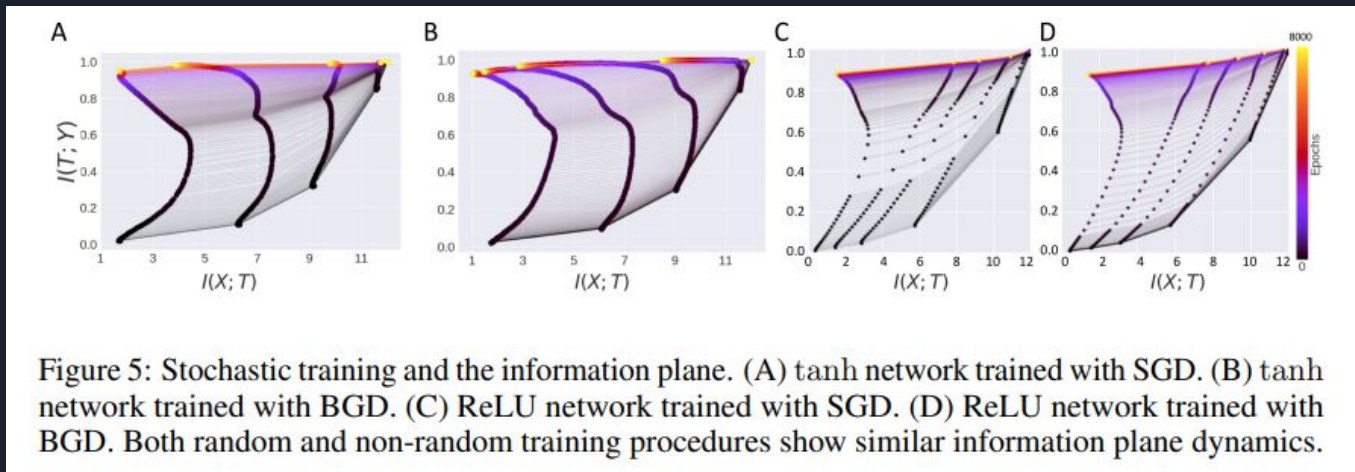 A
B
C
D
1.0
0.8
0.6
0.4
0.2
0.0
I(T; Y)
1 3 5 7 9 11
I(X; T)
1.0
0.8
0.6
0.4
0.2
0.0
1 3 5 7 9 11
I(X; T)
1.0
0.8
0.6
0.4
0.2
0.0
0 2 4 6 8 10 12
I(X; T)
1.0
0.8
0.6
0.4
0.2
0.0
0 2 4 6 8 10 12
I(X; T)
8000
Epochs
0
Figure 5: Stochastic training and the information plane. (A) tanh network trained with SGD. (B) tanh
network trained with BGD. (C) ReLU network trained with SGD. (D) ReLU network trained with
BGD. Both random and non-random training procedures show similar information plane dynamics.